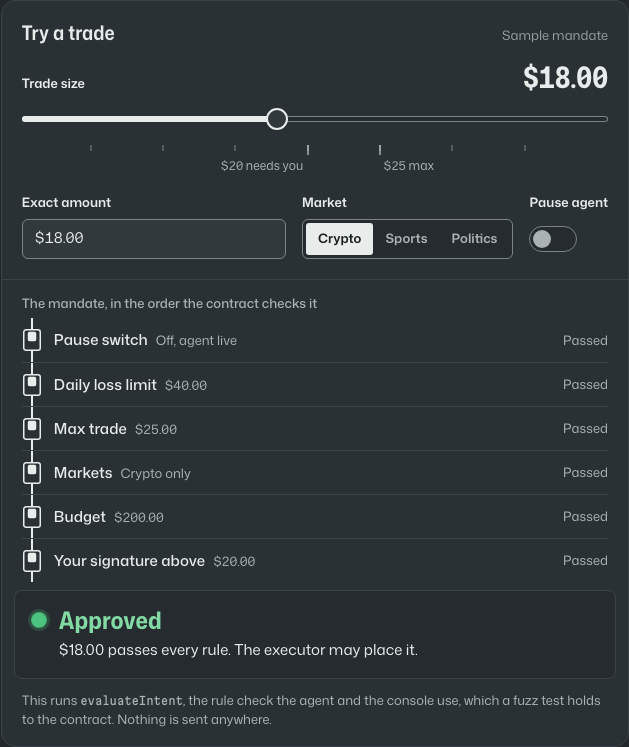 Try a trade
Sample mandate
Trade size
$18.00
$20 needs you
$25 max
Exact amount
Market
Pause agent
$18.00
Crypto
Sports
Politics
The mandate, in the order the contract checks it
Pause switch Off, agent live Passed
Daily loss limit $40.00 Passed
Max trade $25.00 Passed
Markets Crypto only Passed
Budget $200.00 Passed
Your signature above $20.00 Passed
Approved
$18.00 passes every rule. The executor may place it.
This runs evaluateIntent, the rule check the agent and the console use, which a fuzz test holds
to the contract. Nothing is sent anywhere.